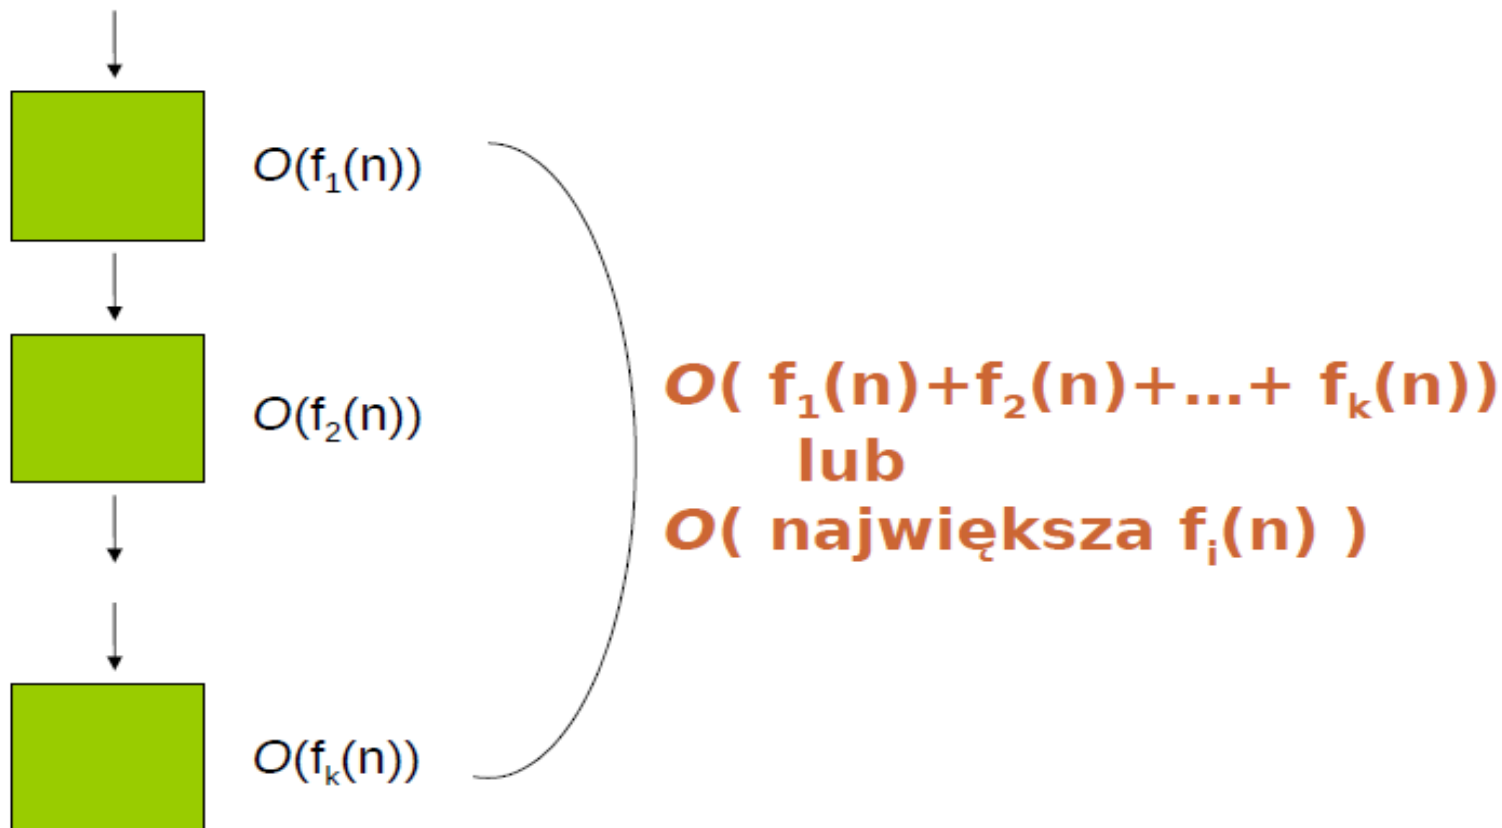 O(f₁(n))
O(f₂(n))
O( f₁(n)+f₂(n)+...+ fₖ(n))
lub
O( największa fᵢ(n) )
O(fₖ(n))